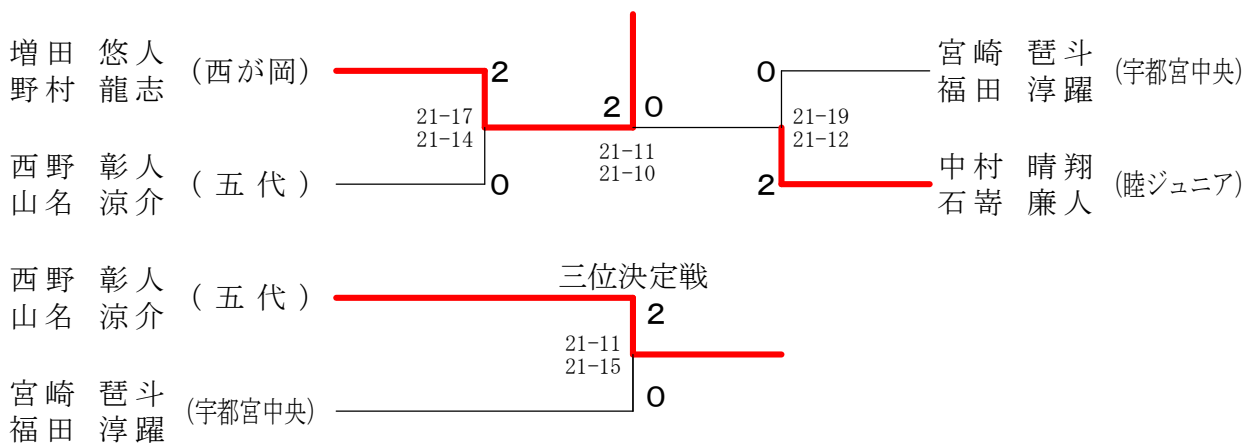 増田 悠人
野村 龍志
(西が岡)
2
21-17
21-14
西野 彰人
山名 涼介
(五代)
0
2 0
21-11
21-10
0
宮崎 琶斗
福田 淳躍
(宇都宮中央)
21-19
21-12
2
中村 晴翔
石嵜 廉人
(睦ジュニア)
三位決定戦
西野 彰人
山名 涼介
(五代)
2
21-11
21-15
宮崎 琶斗
福田 淳躍
(宇都宮中央)
0